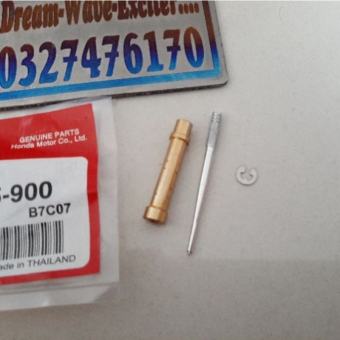 Dream-Wave-Exciter....
0327476170
GENUINE PARTS
Honda Motor Co., Ltd.
-900
B7C07
ade in THAILAND